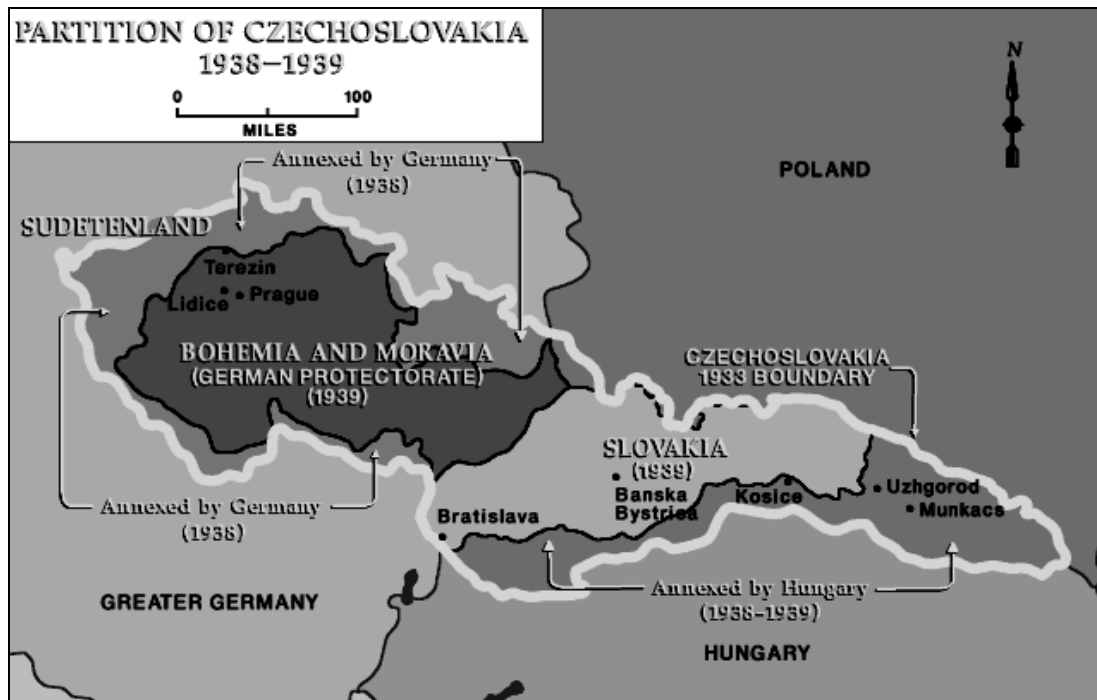 PARTITION OF CZECHOSLOVAKIA
1938–1939
0 100
MILES
N
Annexed by Germany
(1938)
POLAND
SUDETENLAND
Terezin
Lidice
Prague
BOHEMIA AND MORAVIA
(GERMAN PROTECTORATE)
(1939)
CZECHOSLOVAKIA
1933 BOUNDARY
SLOVAKIA
(1939)
Banska
Bystrica
Kosice
Uzhgorod
Munkacs
Annexed by Germany
(1938)
Bratislava
Annexed by Hungary
(1938–1939)
GREATER GERMANY
HUNGARY